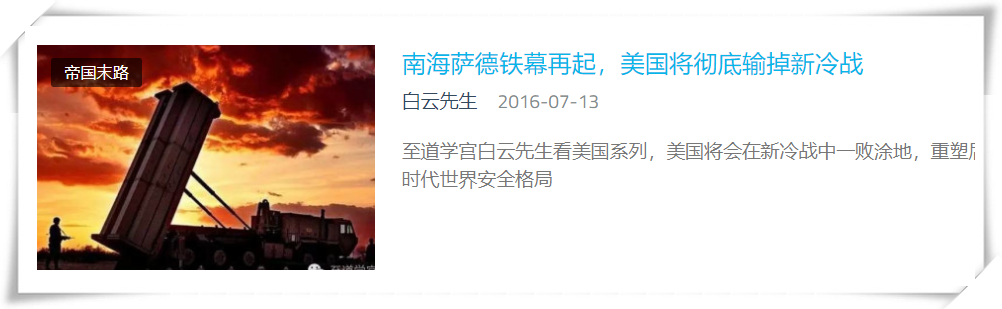 帝国末路
南海萨德铁幕再起，美国将彻底输掉新冷战
白云先生 2016-07-13
至道学宫白云先生看美国系列，美国将会在新冷战中一败涂地，重塑
时代世界安全格局